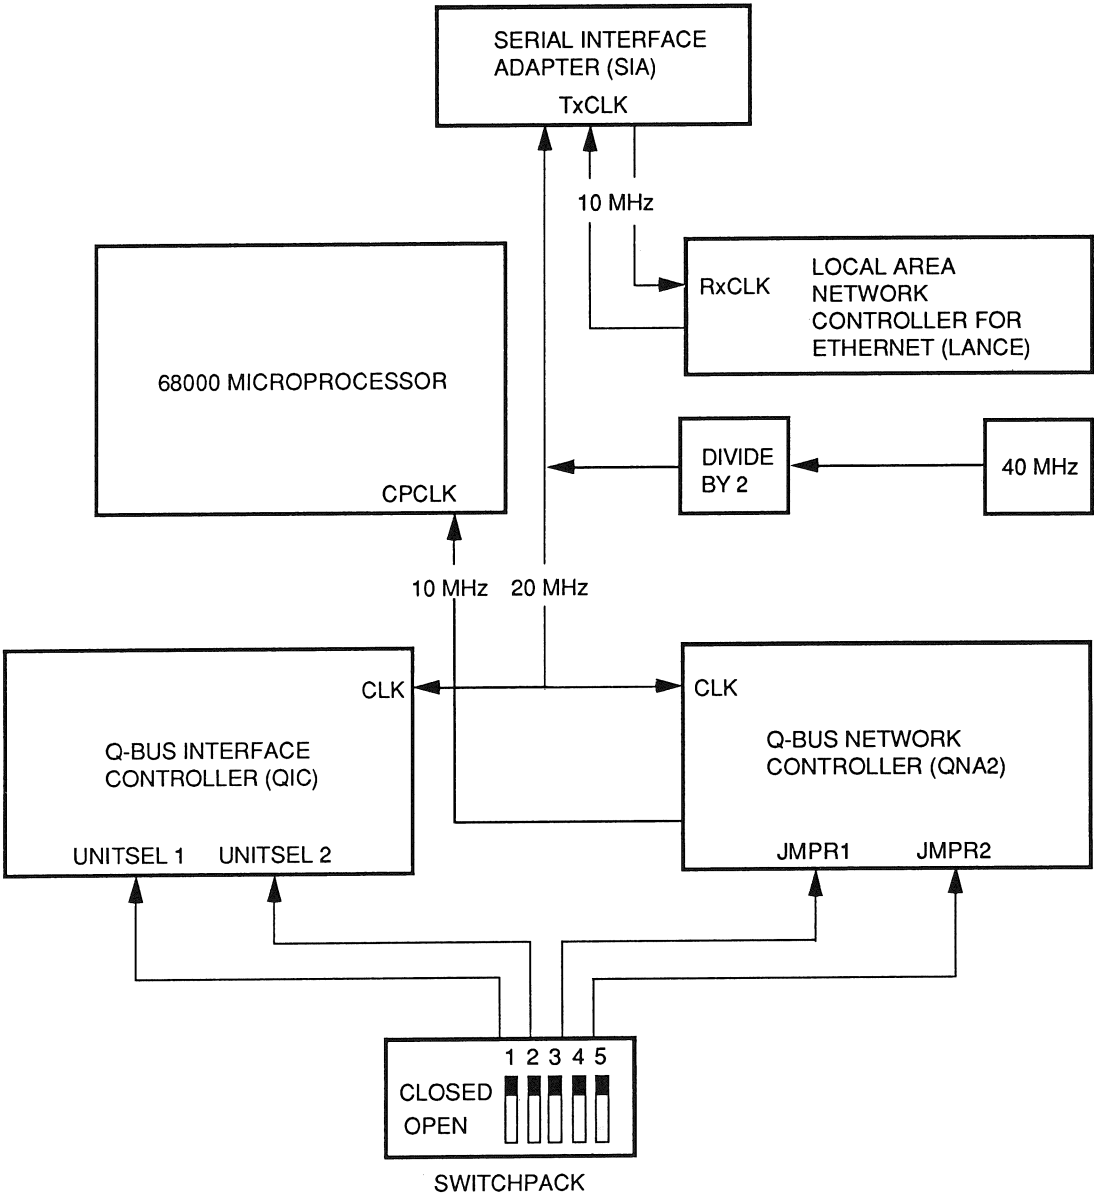 SERIAL INTERFACE
ADAPTER (SIA)
TxCLK
10 MHz
RxCLK
LOCAL AREA
NETWORK
CONTROLLER FOR
ETHERNET (LANCE)
68000 MICROPROCESSOR
CPCLK
DIVIDE
BY 2
40 MHz
10 MHz
20 MHz
CLK
Q-BUS INTERFACE
CONTROLLER (QIC)
UNITSEL 1
UNITSEL 2
CLK
Q-BUS NETWORK
CONTROLLER (QNA2)
JMPR1
JMPR2
1 2 3 4 5
CLOSED
OPEN
SWITCHPACK